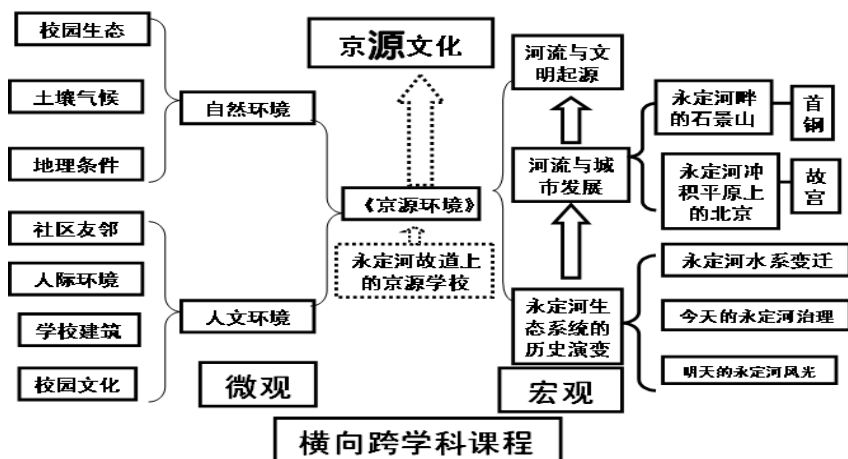 校园生态
土壤气候
地理条件
自然环境
社区友邻
人际环境
学校建筑
校园文化
人文环境
微观
京源文化
《京源环境》
永定河故道上
的京源学校
河流与文
明起源
河流与城
市发展
永定河生
态系统的
历史演变
永定河畔
的石景山
首
钢
永定河冲
积平原上
的北京
故
宫
永定河水系变迁
今天的永定河治理
明天的永定河风光
宏观
横向跨学科课程